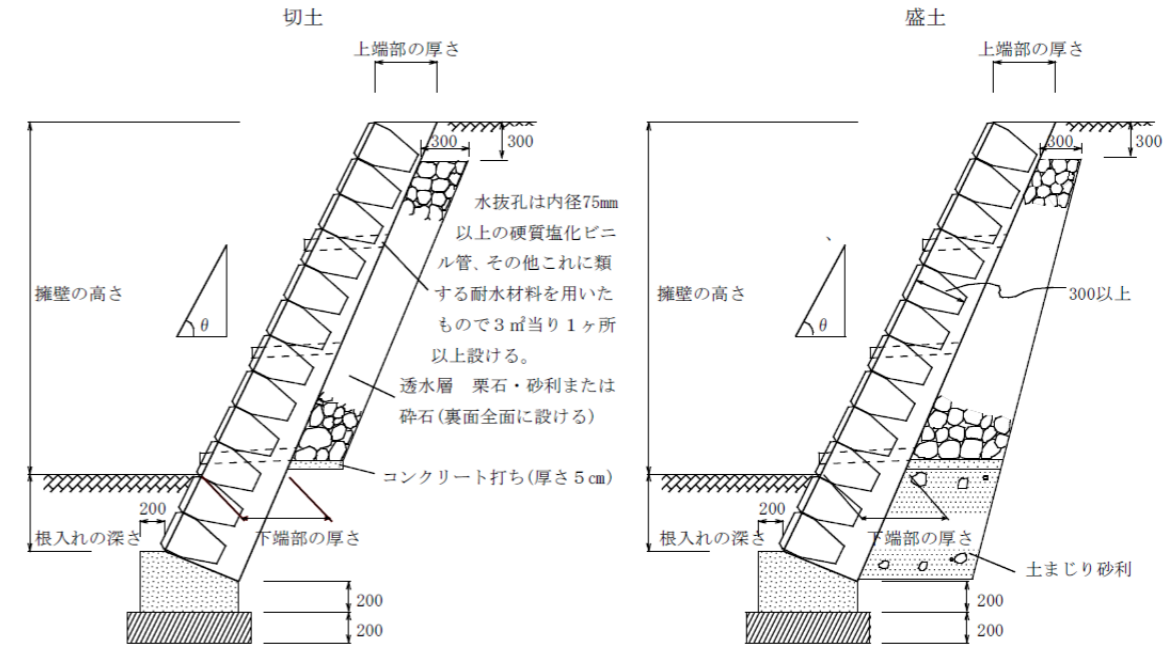 切土
上端部の厚さ
300
300
水抜孔は内径75mm
以上の硬質塩化ビニ
ル管、その他これに類
する耐水材料を用いた
もので３㎡当り１ヶ所
以上設ける。
擁壁の高さ
θ
透水層　栗石・砂利または
砕石(裏面全面に設ける)
コンクリート打ち(厚さ５㎝)
200
根入れの深さ
下端部の厚さ
200
200
盛土
上端部の厚さ
300
300
擁壁の高さ
θ
300以上
200
根入れの深さ
下端部の厚さ
土まじり砂利
200
200